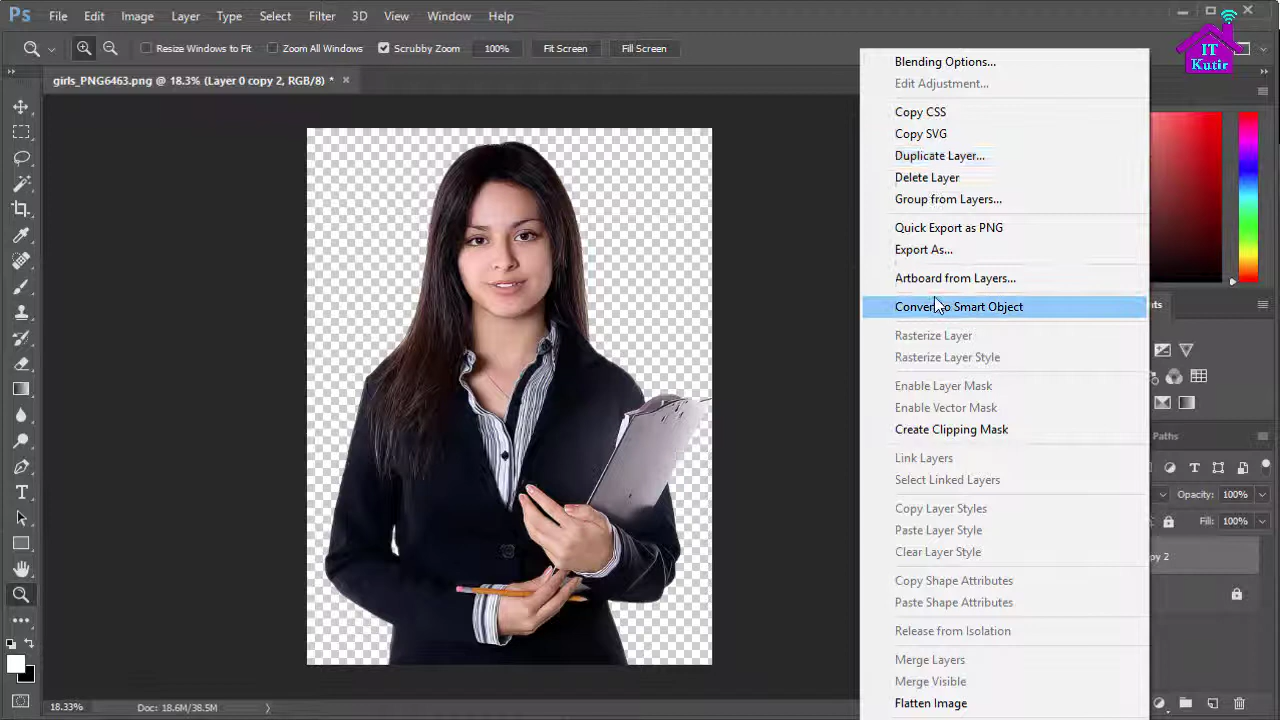 Ps File Edit Image Layer Type Select Filter 3D View Window Help
IT
Kutir
Resize Windows to Fit Zoom All Windows Scrubby Zoom 100% Fit Screen Fill Screen
girls_PNG6463.png @ 18.3% (Layer 0 copy 2, RGB/8) *
Blending Options...
Edit Adjustment...
Copy CSS
Copy SVG
Duplicate Layer...
Delete Layer
Group from Layers...
Quick Export as PNG
Export As...
Artboard from Layers...
Convert to Smart Object
Rasterize Layer
Rasterize Layer Style
Enable Layer Mask
Enable Vector Mask
Create Clipping Mask
Paths
Link Layers
Select Linked Layers
Opacity: 100%
Copy Layer Styles
Fill: 100%
Paste Layer Style
Clear Layer Style
py 2
Copy Shape Attributes
Paste Shape Attributes
Release from Isolation
Merge Layers
Merge Visible
Flatten Image
18.33% Doc: 18.6M/38.5M